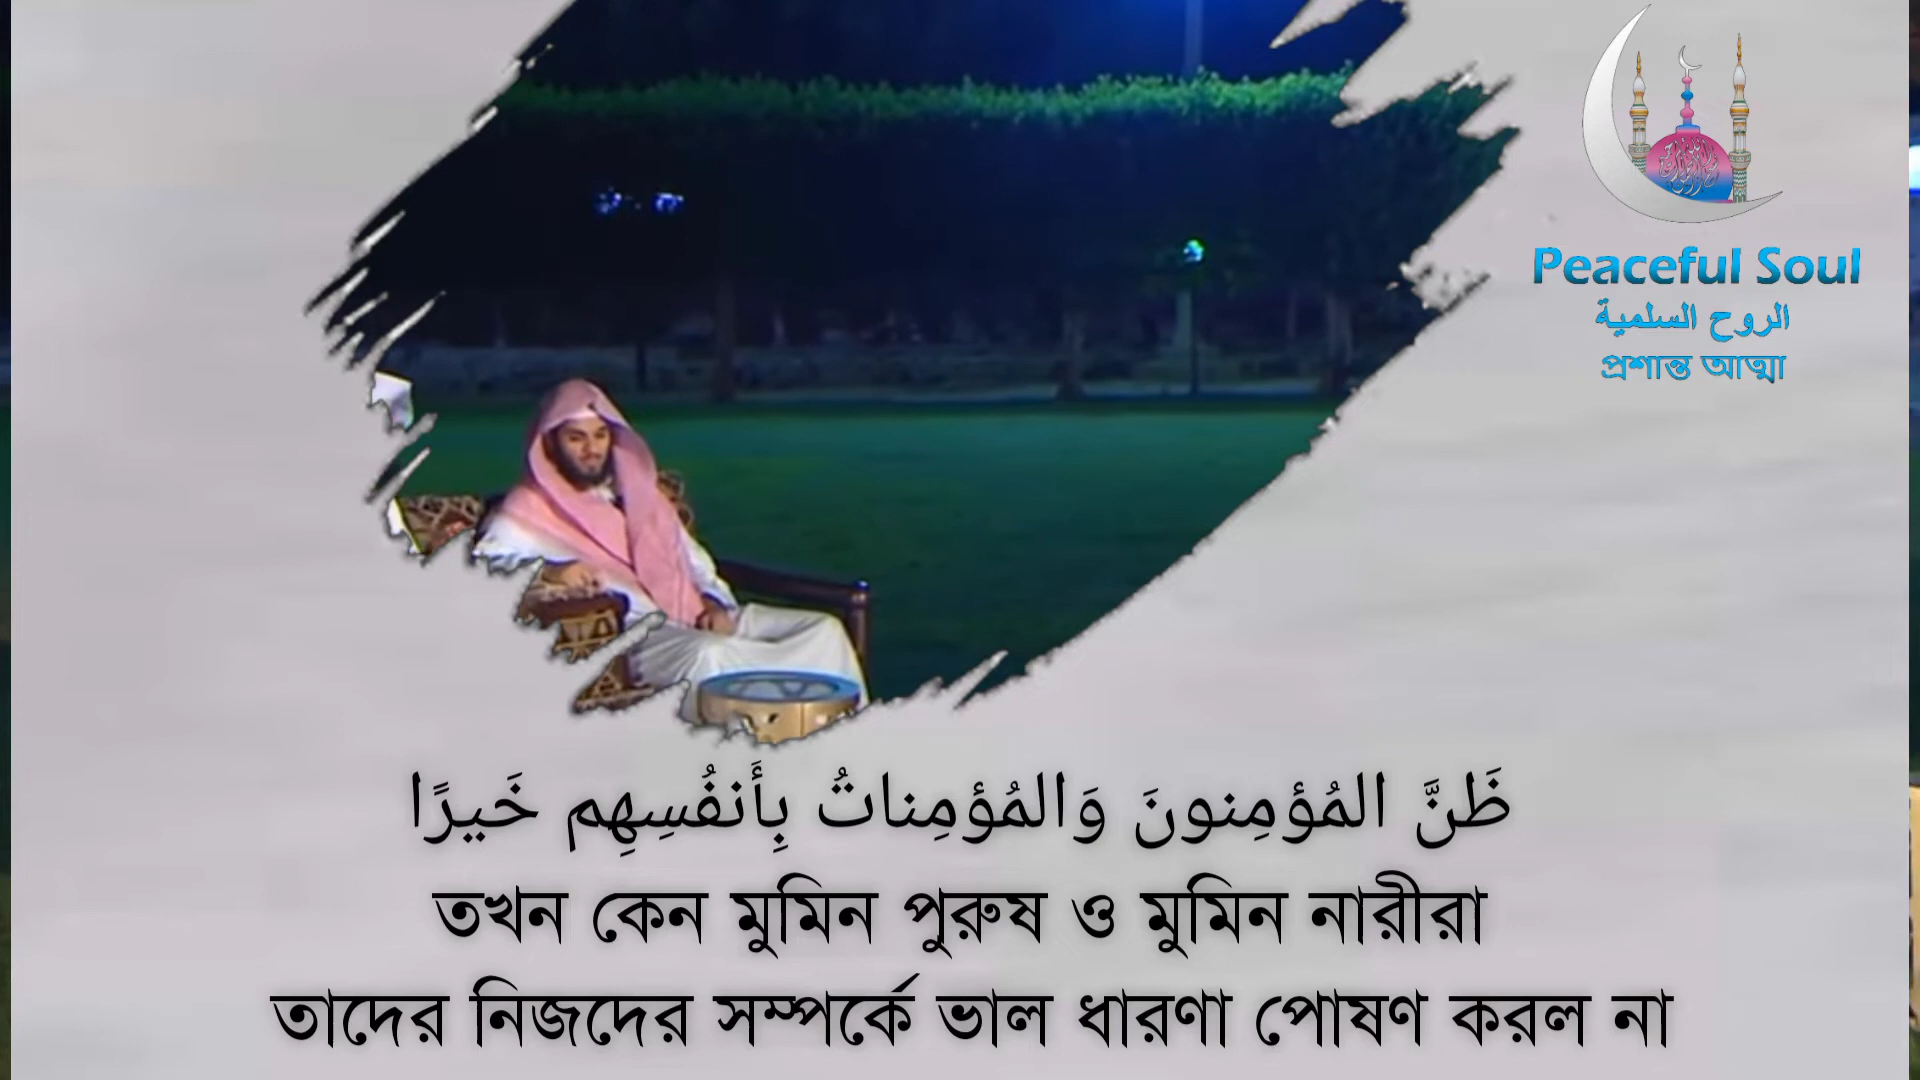 Peaceful Soul
الروح السلمية
প্রশান্ত আত্মা
ظَنَّ المُؤمِنونَ وَالمُؤمِناتُ بِأَنفُسِهِم خَيرًا
তখন কেন মুমিন পুরুষ ও মুমিন নারীরা
তাদের নিজদের সম্পর্কে ভাল ধারণা পোষণ করল না